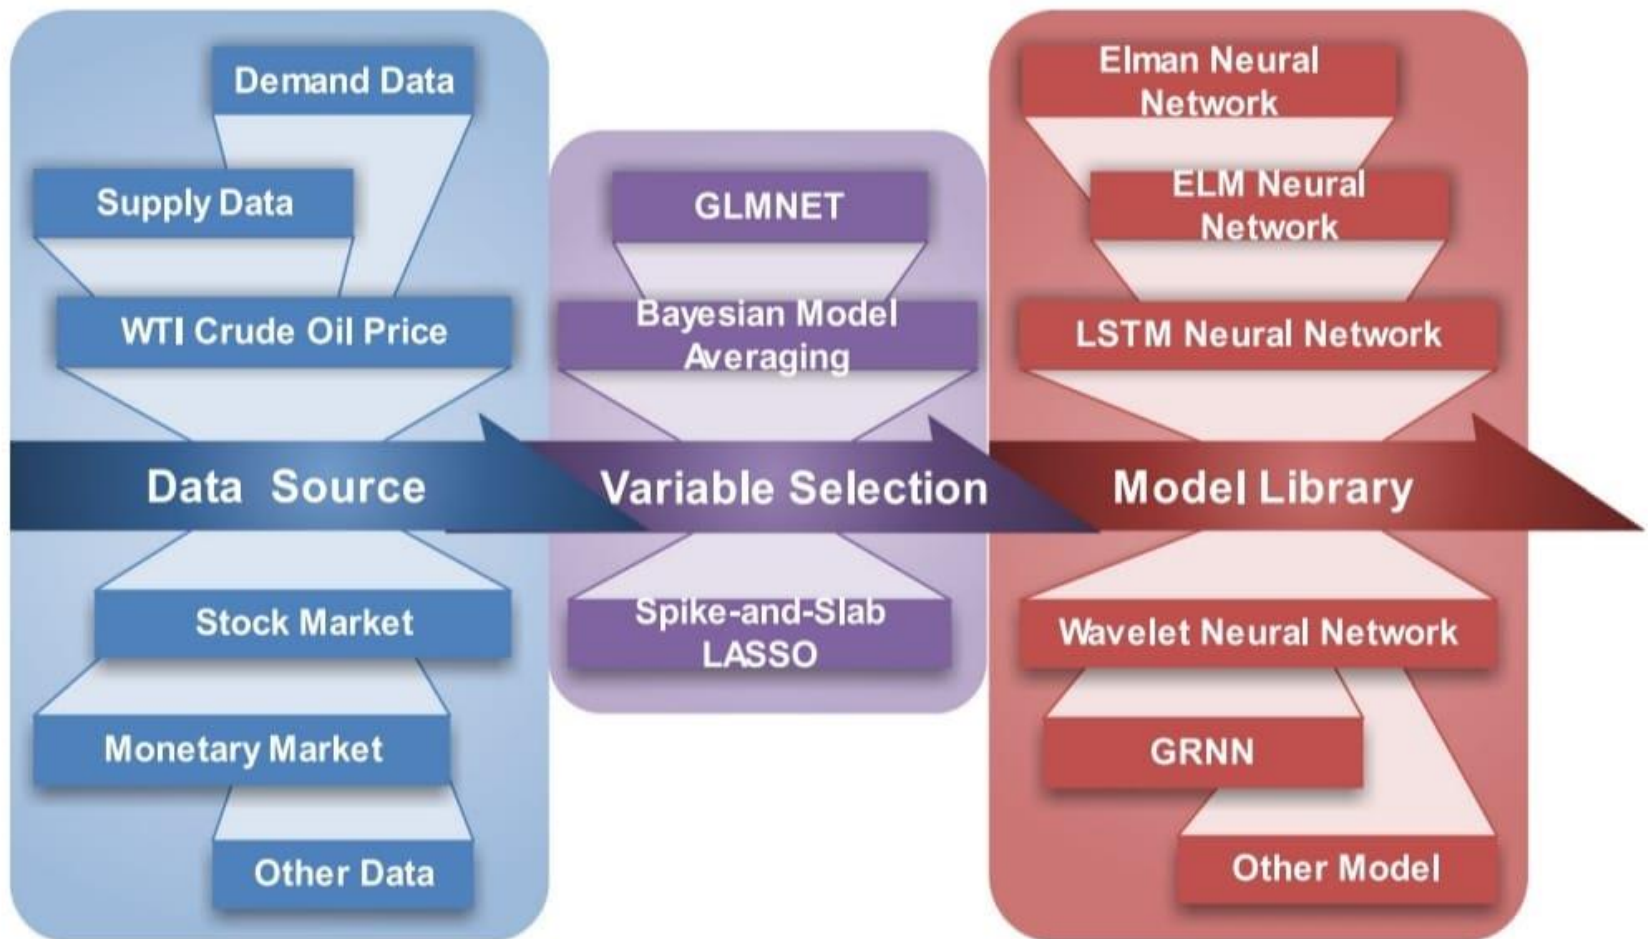 Demand Data
Supply Data
WTI Crude Oil Price
Data Source
Stock Market
Monetary Market
Other Data
GLMNET
Bayesian Model
Averaging
Variable Selection
Spike-and-Slab
LASSO
Elman Neural
Network
ELM Neural
Network
LSTM Neural Network
Model Library
Wavelet Neural Network
GRNN
Other Model